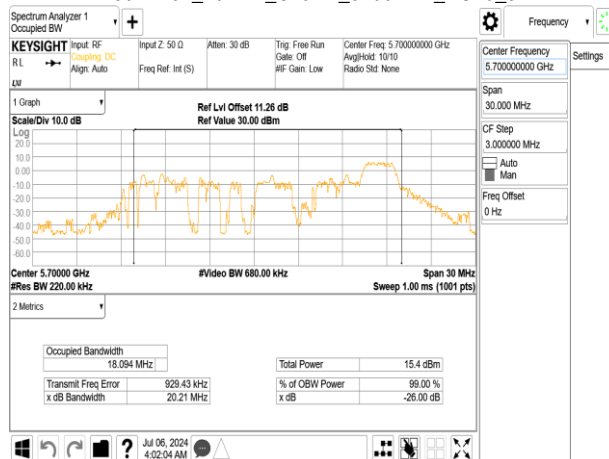 Spectrum Analyzer 1
Occupied BW
KEYSIGHT
RL
Input: RF
Coupling: DC
Align: Auto
Input Z: 50 Ω
Freq Ref: Int (S)
Atten: 30 dB
Trig: Free Run
Gate: Off
#IF Gain: Low
Center Freq: 5.700000000 GHz
Avg|Hold: 10/10
Radio Std: None
LXI
1 Graph
Scale/Div 10.0 dB
Ref Lvl Offset 11.26 dB
Ref Value 30.00 dBm
Log
20.0
10.0
0.00
-10.0
-20.0
-30.0
-40.0
-50.0
-60.0
Center 5.70000 GHz
#Res BW 220.00 kHz
#Video BW 680.00 kHz
Span 30 MHz
Sweep 1.00 ms (1001 pts)
2 Metrics
Occupied Bandwidth
18.094 MHz
Transmit Freq Error 929.43 kHz
x dB Bandwidth 20.21 MHz
Total Power 15.4 dBm
% of OBW Power 99.00 %
x dB -26.00 dB
Jul 06, 2024
4:02:04 AM
Frequency
Center Frequency
5.700000000 GHz
Settings
Span
30.000 MHz
CF Step
3.000000 MHz
Auto
Man
Freq Offset
0 Hz